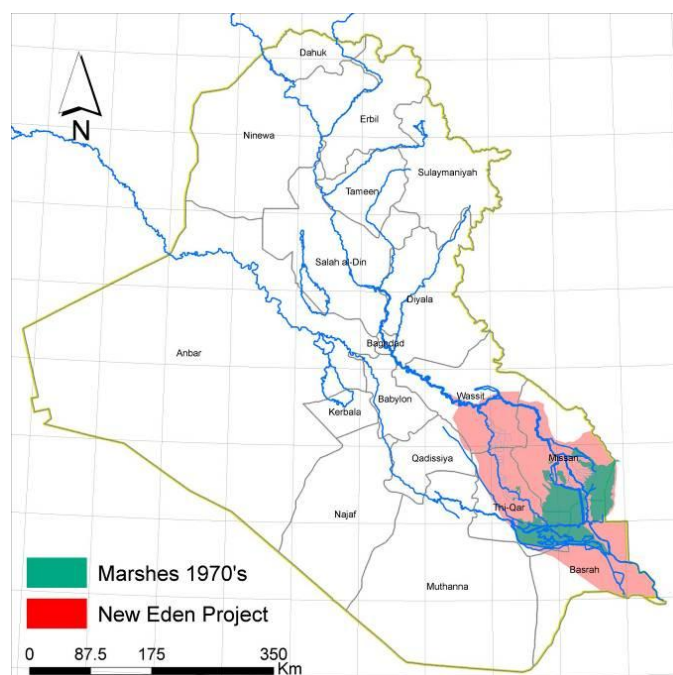 Dahuk
N
Erbil
Ninewa
Sulaymaniyah
Tameen
Salah al-Din
Diyala
Baghdad
Anbar
Wassit
Babylon
Kerbala
Qadissiya
Missan
Thi-Qar
Najaf
Basrah
Muthanna
Marshes 1970's
New Eden Project
0 87.5 175 350
Km